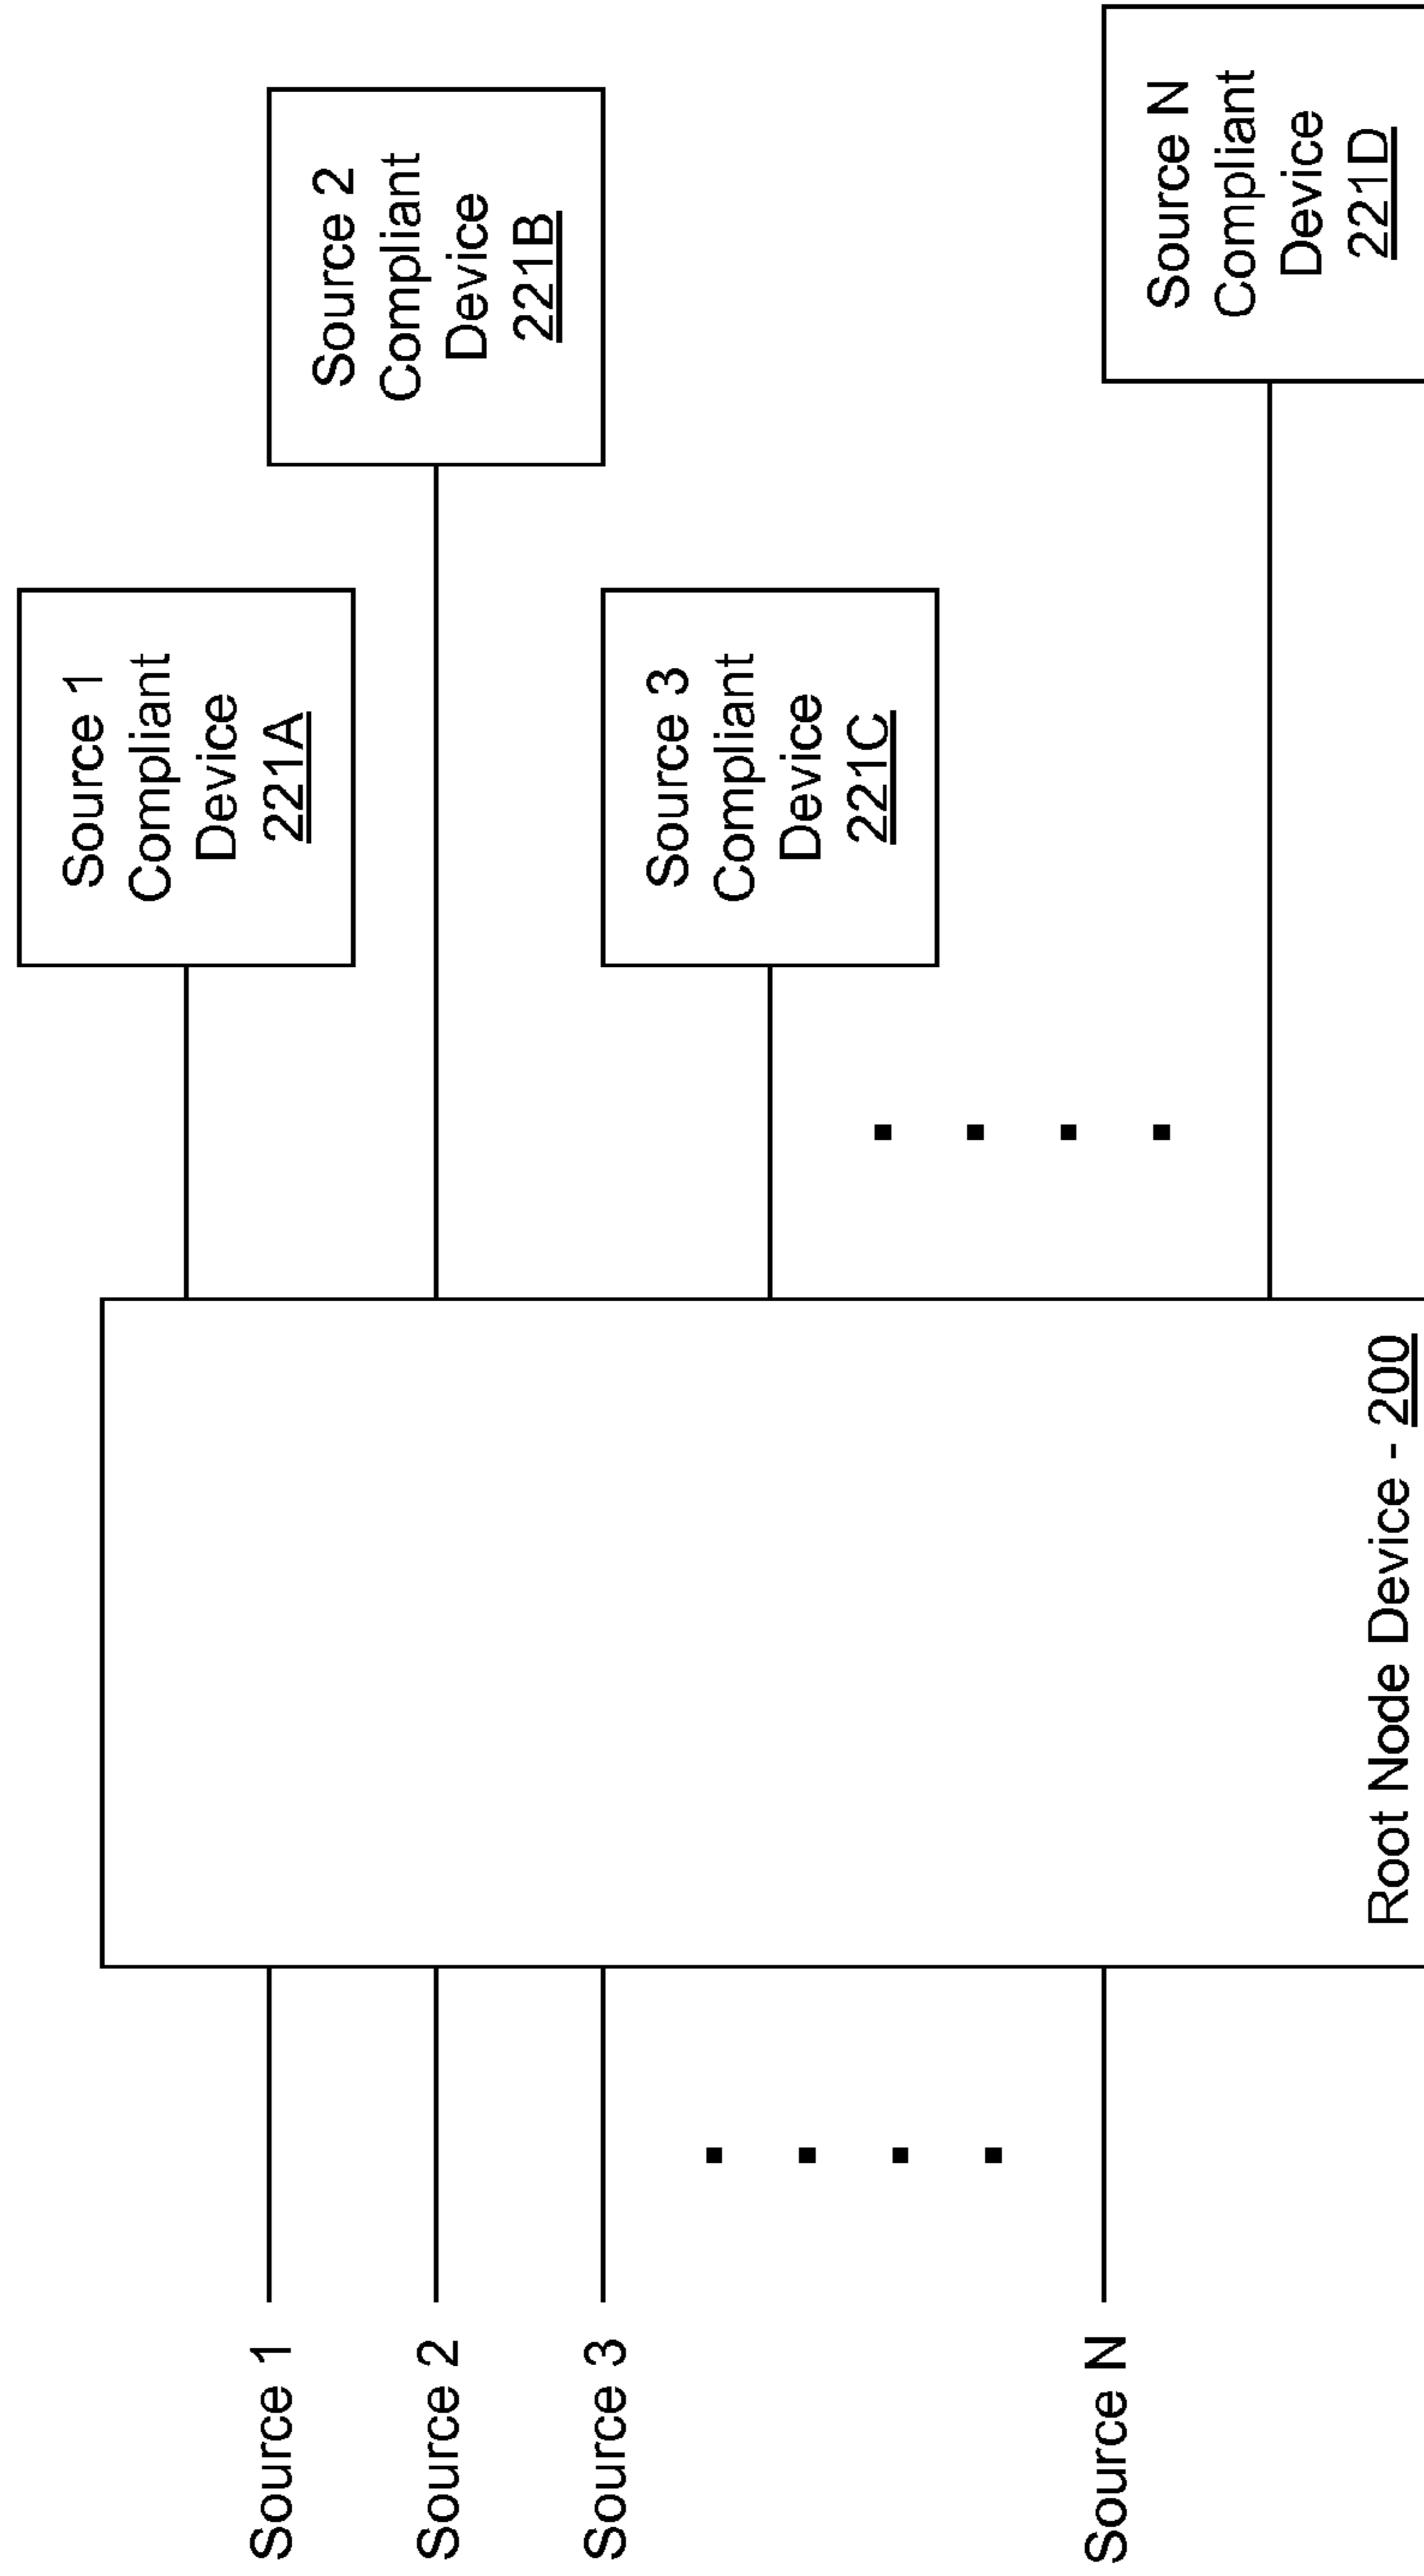 Source 1
Source 2
Source 3
Source N
Root Node Device - 200
Source 1
Compliant
Device
221A
Source 2
Compliant
Device
221B
Source 3
Compliant
Device
221C
Source N
Compliant
Device
221D